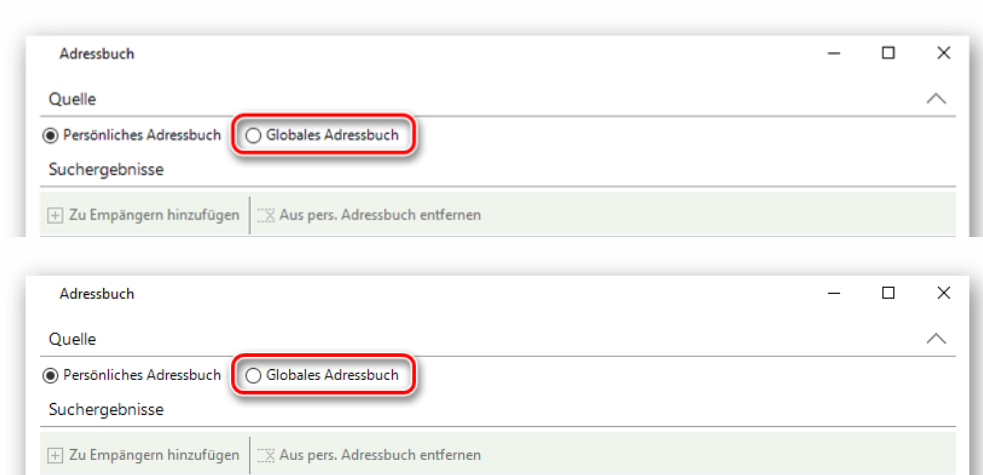 Adressbuch
Quelle
Persönliches Adressbuch Globales Adressbuch
Suchergebnisse
Zu Empängern hinzufügen Aus pers. Adressbuch entfernen
Adressbuch
Quelle
Persönliches Adressbuch Globales Adressbuch
Suchergebnisse
Zu Empängern hinzufügen Aus pers. Adressbuch entfernen